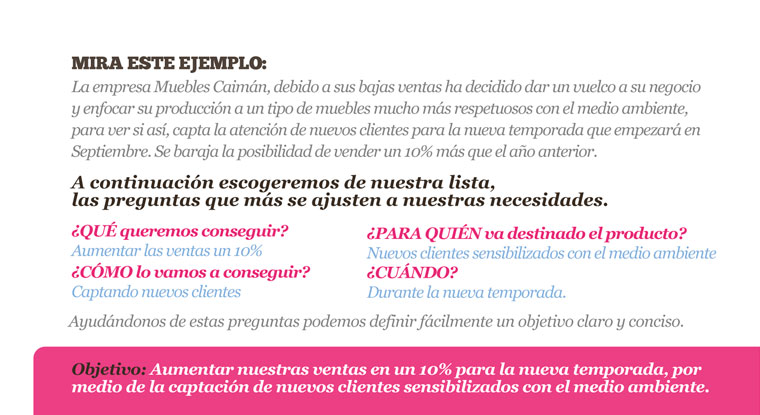 MIRA ESTE EJEMPLO:
La empresa Muebles Caimán, debido a sus bajas ventas ha decidido dar un vuelco a su negocio
y enfocar su producción a un tipo de muebles mucho más respetuosos con el medio ambiente,
para ver si así, capta la atención de nuevos clientes para la nueva temporada que empezará en
Septiembre. Se baraja la posibilidad de vender un 10% más que el año anterior.
A continuación escogeremos de nuestra lista,
las preguntas que más se ajusten a nuestras necesidades.
¿QUÉ queremos conseguir?
Aumentar las ventas un 10%
¿CÓMO lo vamos a conseguir?
Captando nuevos clientes
¿PARA QUIÉN va destinado el producto?
Nuevos clientes sensibilizados con el medio ambiente
¿CUÁNDO?
Durante la nueva temporada.
Ayudándonos de estas preguntas podemos definir fácilmente un objetivo claro y conciso.
Objetivo: Aumentar nuestras ventas en un 10% para la nueva temporada, por
medio de la captación de nuevos clientes sensibilizados con el medio ambiente.